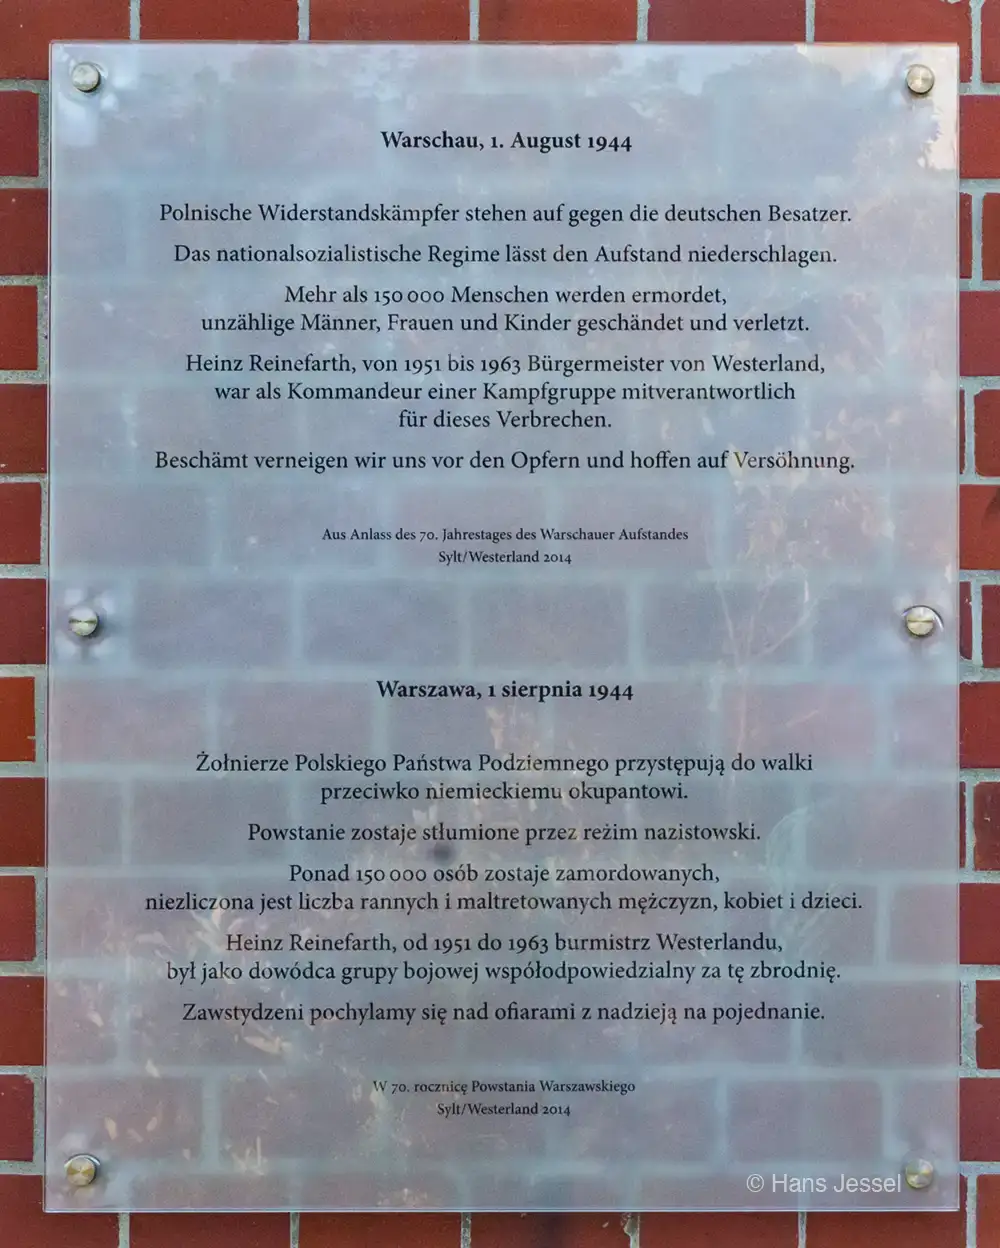 Warschau, 1. August 1944
Polnische Widerstandskämpfer stehen auf gegen die deutschen Besatzer.
Das nationalsozialistische Regime lässt den Aufstand niederschlagen.
Mehr als 150 000 Menschen werden ermordet,
unzählige Männer, Frauen und Kinder geschändet und verletzt.
Heinz Reinefarth, von 1951 bis 1963 Bürgermeister von Westerland,
war als Kommandeur einer Kampfgruppe mitverantwortlich
für dieses Verbrechen.
Beschämt verneigen wir uns vor den Opfern und hoffen auf Versöhnung.
Aus Anlass des 70. Jahrestages des Warschauer Aufstandes
Sylt/Westerland 2014
Warszawa, 1 sierpnia 1944
Żołnierze Polskiego Państwa Podziemnego przystępują do walki
przeciwko niemieckiemu okupantowi.
Powstanie zostaje stłumione przez reżim nazistowski.
Ponad 150 000 osób zostaje zamordowanych,
niezliczona jest liczba rannych i maltretowanych mężczyzn, kobiet i dzieci.
Heinz Reinefarth, od 1951 do 1963 burmistrz Westerlandu,
był jako dowódca grupy bojowej współodpowiedzialny za tę zbrodnię.
Zawstydzeni pochylamy się nad ofiarami z nadzieją na pojednanie.
W 70. rocznicę Powstania Warszawskiego
Sylt/Westerland 2014
© Hans Jessel